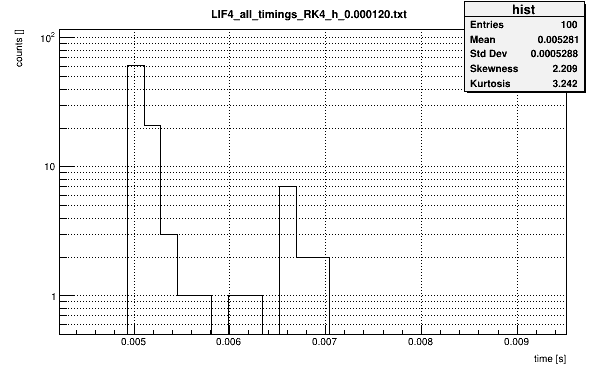 LIF4_all_timings_RK4_h_0.000120.txt
hist
Entries 100
Mean 0.005281
Std Dev 0.0005288
Skewness 2.209
Kurtosis 3.242
counts []
10²
10
1
0.005 0.006 0.007 0.008 0.009
time [s]